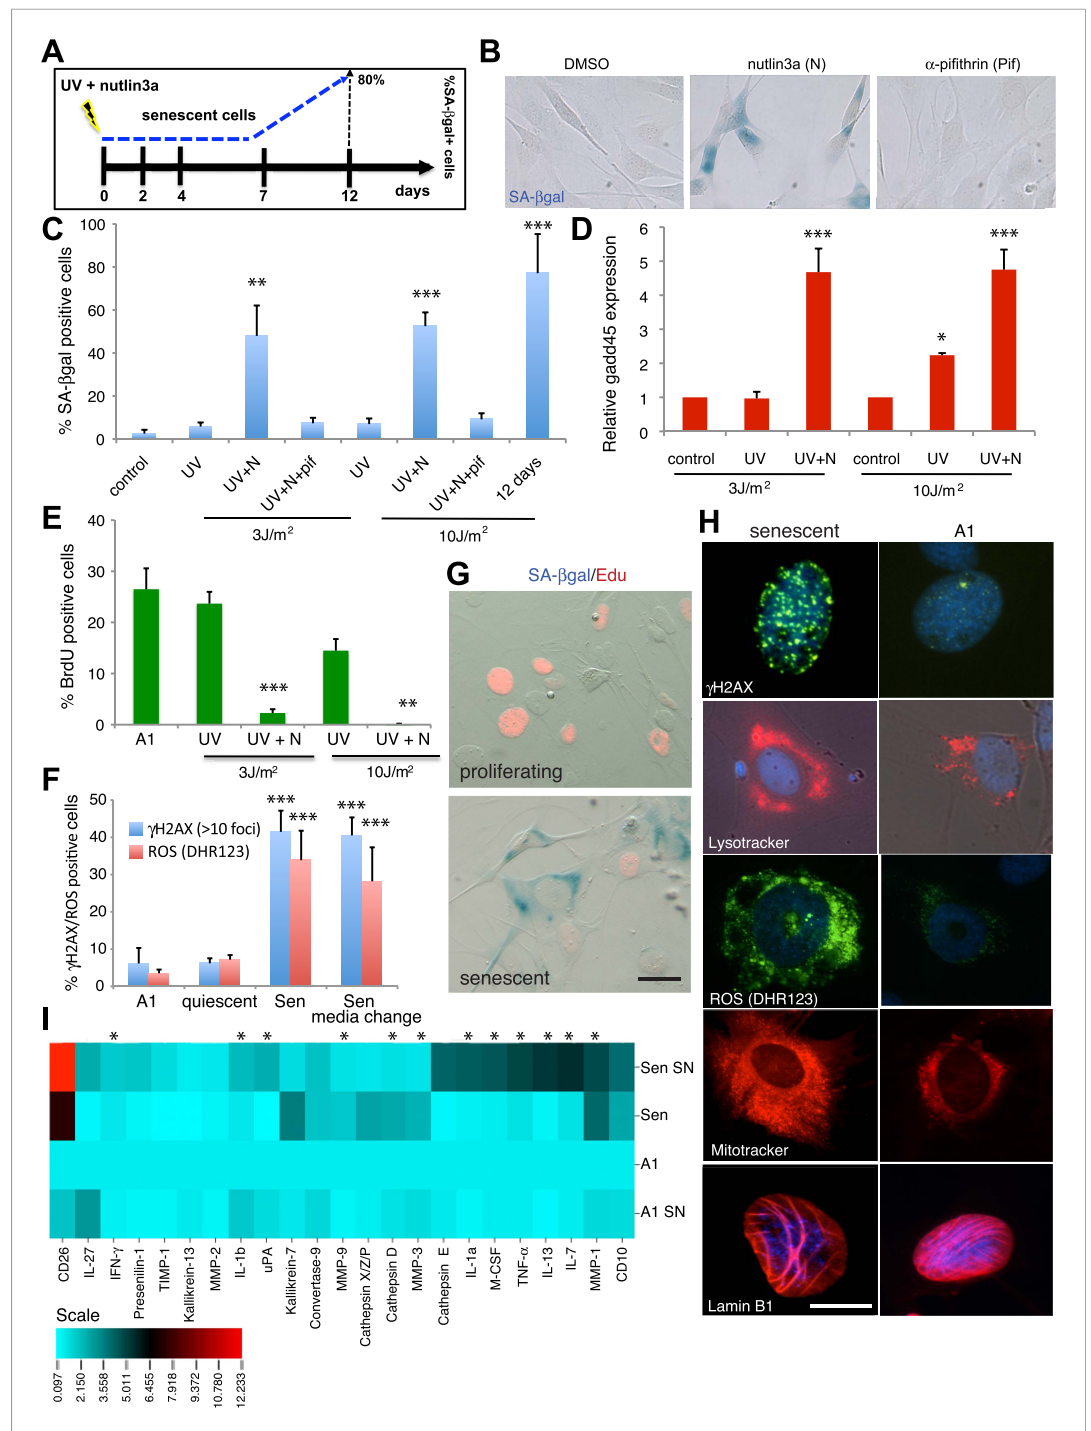 A
UV + nutlin3a
senescent cells
80%
%SA-βgal+ cells
0 2 4 7 12 days
B
DMSO nutlin3a (N) α-pifithrin (Pif)
SA-βgal
C
% SA-βgal positive cells
100
80
60
40
20
0
** *** ***
control UV UV+N UV+N+pif UV UV+N UV+N+pif 12 days
3J/m2 10J/m2
D
Relative gadd45 expression
6
5
4
3
2
1
0
*** * ***
control UV UV+N control UV UV+N
3J/m2 10J/m2
E
% BrdU positive cells
40
30
20
10
0
*** **
A1 UV UV + N UV UV + N
3J/m2 10J/m2
F
% γH2AX/ROS positive cells
50
40
30
20
10
0
γH2AX (>10 foci)
ROS (DHR123)
*** *** *** ***
A1 quiescent Sen Sen
media change
G
SA-βgal/Edu
proliferating
senescent
H
senescent A1
γH2AX
Lysotracker
ROS (DHR123)
Mitotracker
Lamin B1
I
* * * * * * * * * * * *
Sen SN
Sen
A1
A1 SN
CD26 IL-27 IFN-γ Presenilin-1 TIMP-1 Kallikrein-13 MMP-2 IL-1b uPA Kallikrein-7 Convertase-9 MMP-9 Cathepsin X/Z/P Cathepsin D MMP-3 Cathepsin E IL-1a M-CSF TNF-α IL-13 IL-7 MMP-1 CD10
Scale
0.097 2.150 3.558 5.011 6.455 7.918 9.372 10.780 12.233